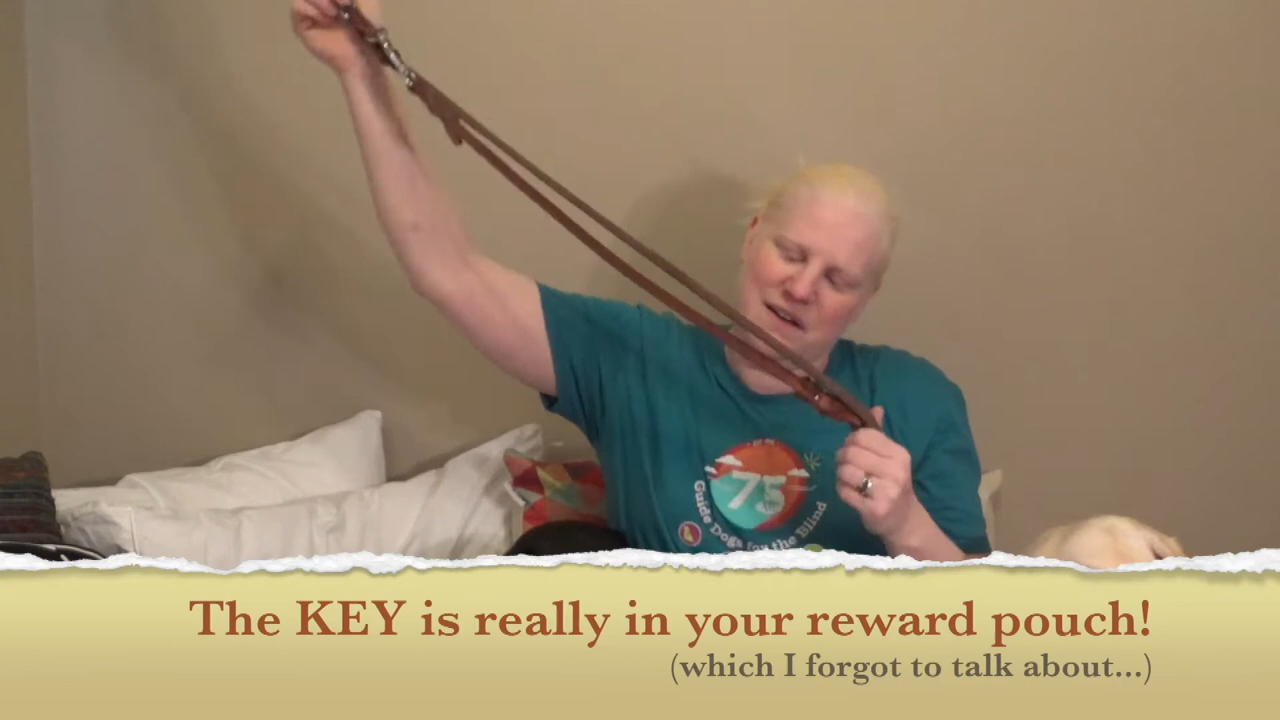 75
Guide Dogs for the Blind
The KEY is really in your reward pouch!
(which I forgot to talk about...)